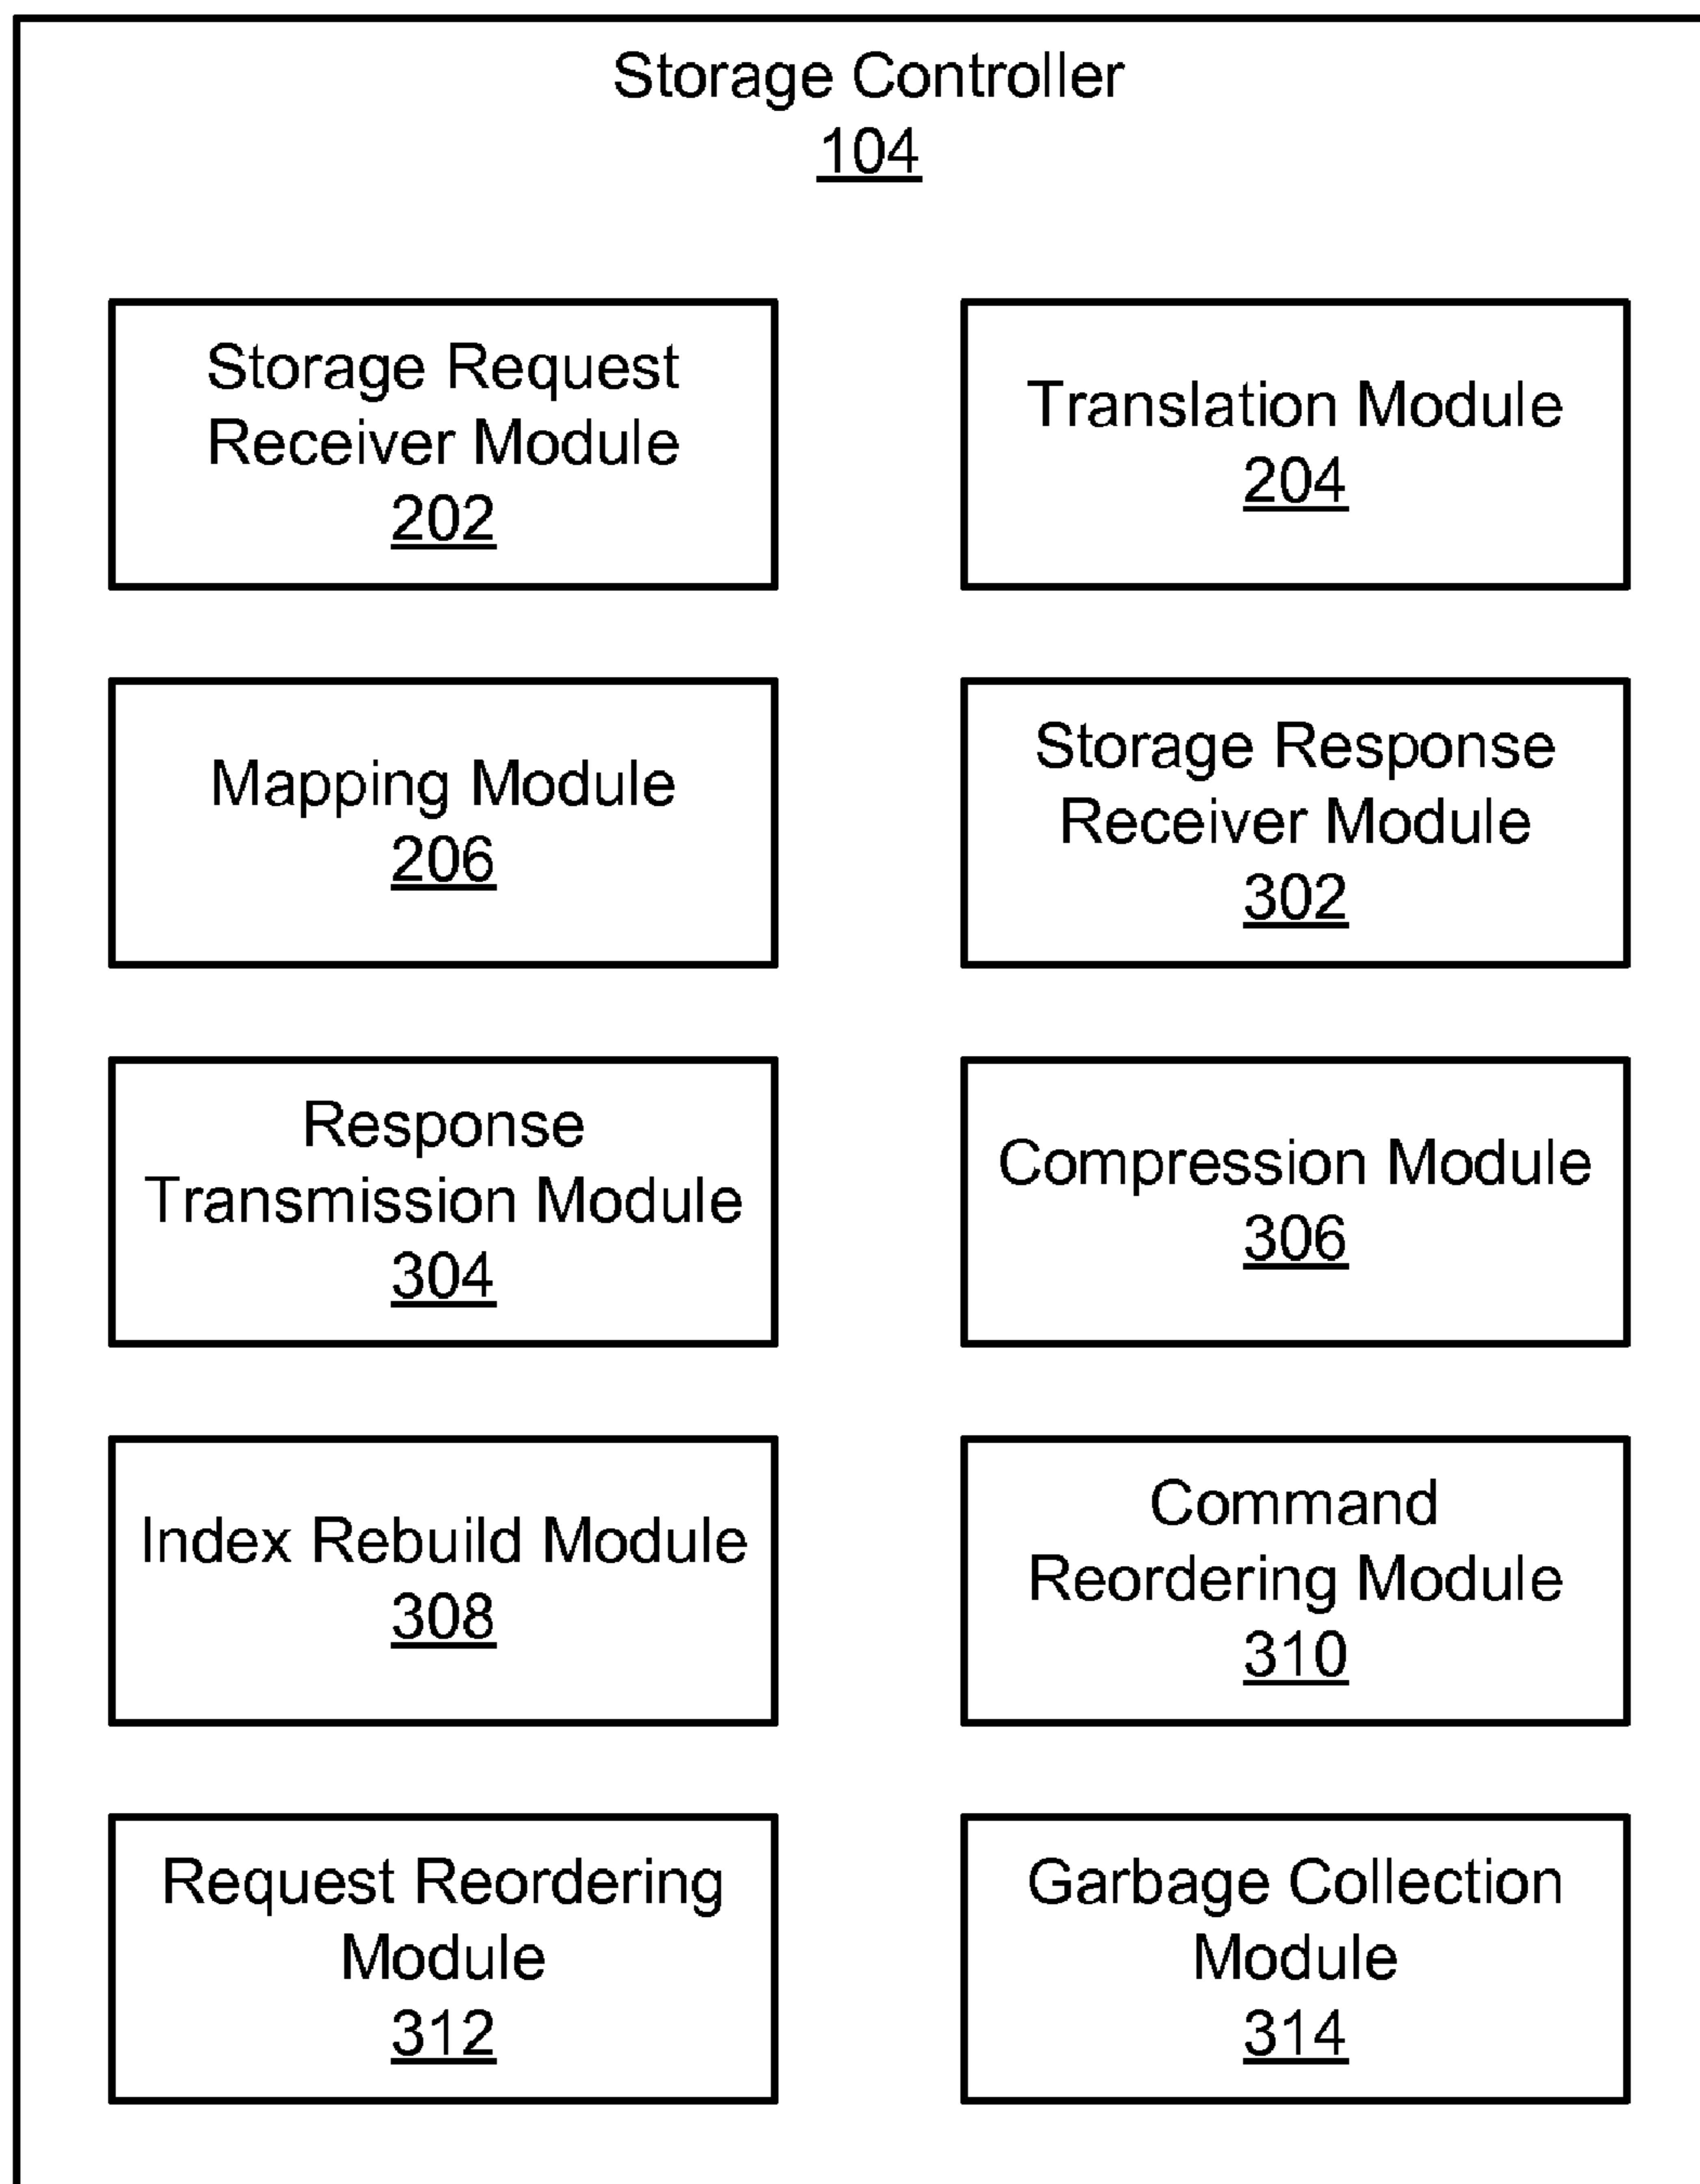 Storage Controller
104
Storage Request
Receiver Module
202
Translation Module
204
Mapping Module
206
Storage Response
Receiver Module
302
Response
Transmission Module
304
Compression Module
306
Index Rebuild Module
308
Command
Reordering Module
310
Request Reordering
Module
312
Garbage Collection
Module
314